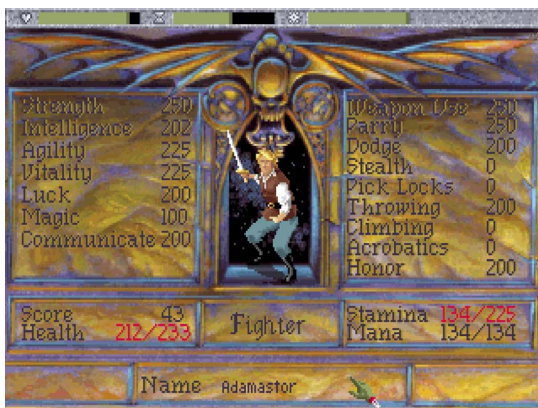 Strength 250
Intelligence 202
Agility 225
Vitality 225
Luck 200
Magic 100
Communicate 200
Weapon Use 250
Parry 250
Dodge 200
Stealth 0
Pick Locks 0
Throwing 200
Climbing 0
Acrobatics 0
Honor 200
Score 43
Health 212/233
Fighter
Stamina 134/225
Mana 134/134
Name Adamastor